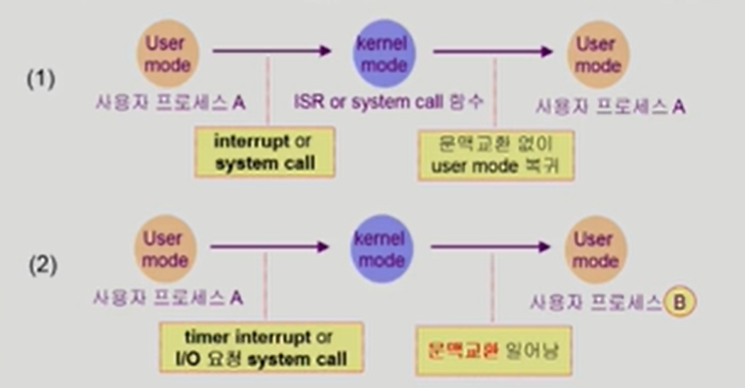 (1)
User mode
kernel mode
User mode
사용자 프로세스 A
ISR or system call 함수
사용자 프로세스 A
interrupt or
system call
문맥교환 없이
user mode 복귀
(2)
User mode
kernel mode
User mode
사용자 프로세스 A
사용자 프로세스 B
timer interrupt or
I/O 요청 system call
문맥교환 일어남